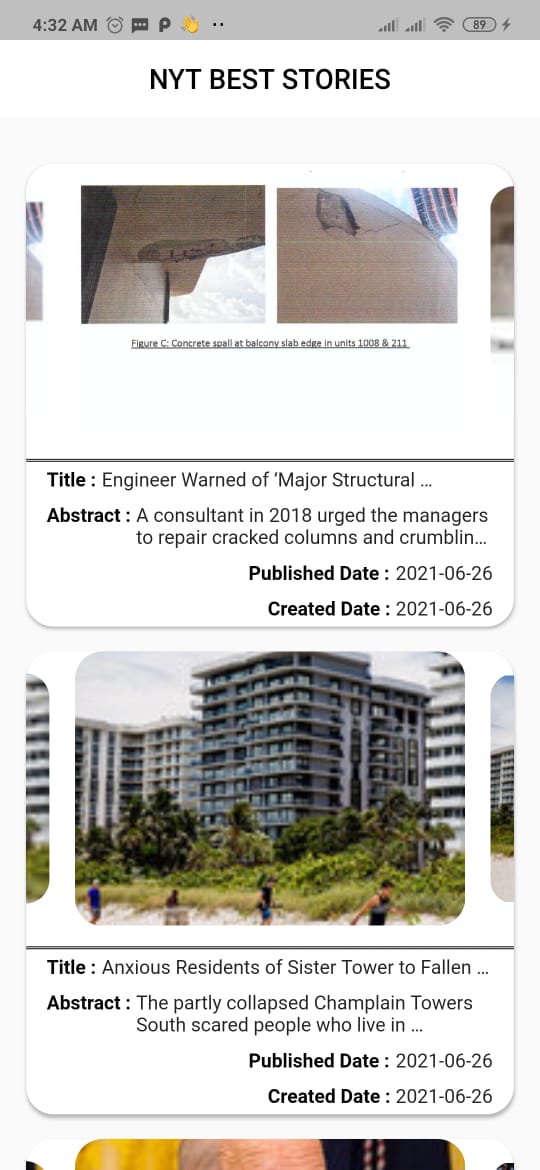 4:32 AM
89
NYT BEST STORIES
Figure C: Concrete spall at balcony slab edge in units 1008 & 211
Title : Engineer Warned of ‘Major Structural ...
Abstract : A consultant in 2018 urged the managers
to repair cracked columns and crumblin...
Published Date : 2021-06-26
Created Date : 2021-06-26
Title : Anxious Residents of Sister Tower to Fallen ...
Abstract : The partly collapsed Champlain Towers
South scared people who live in ...
Published Date : 2021-06-26
Created Date : 2021-06-26